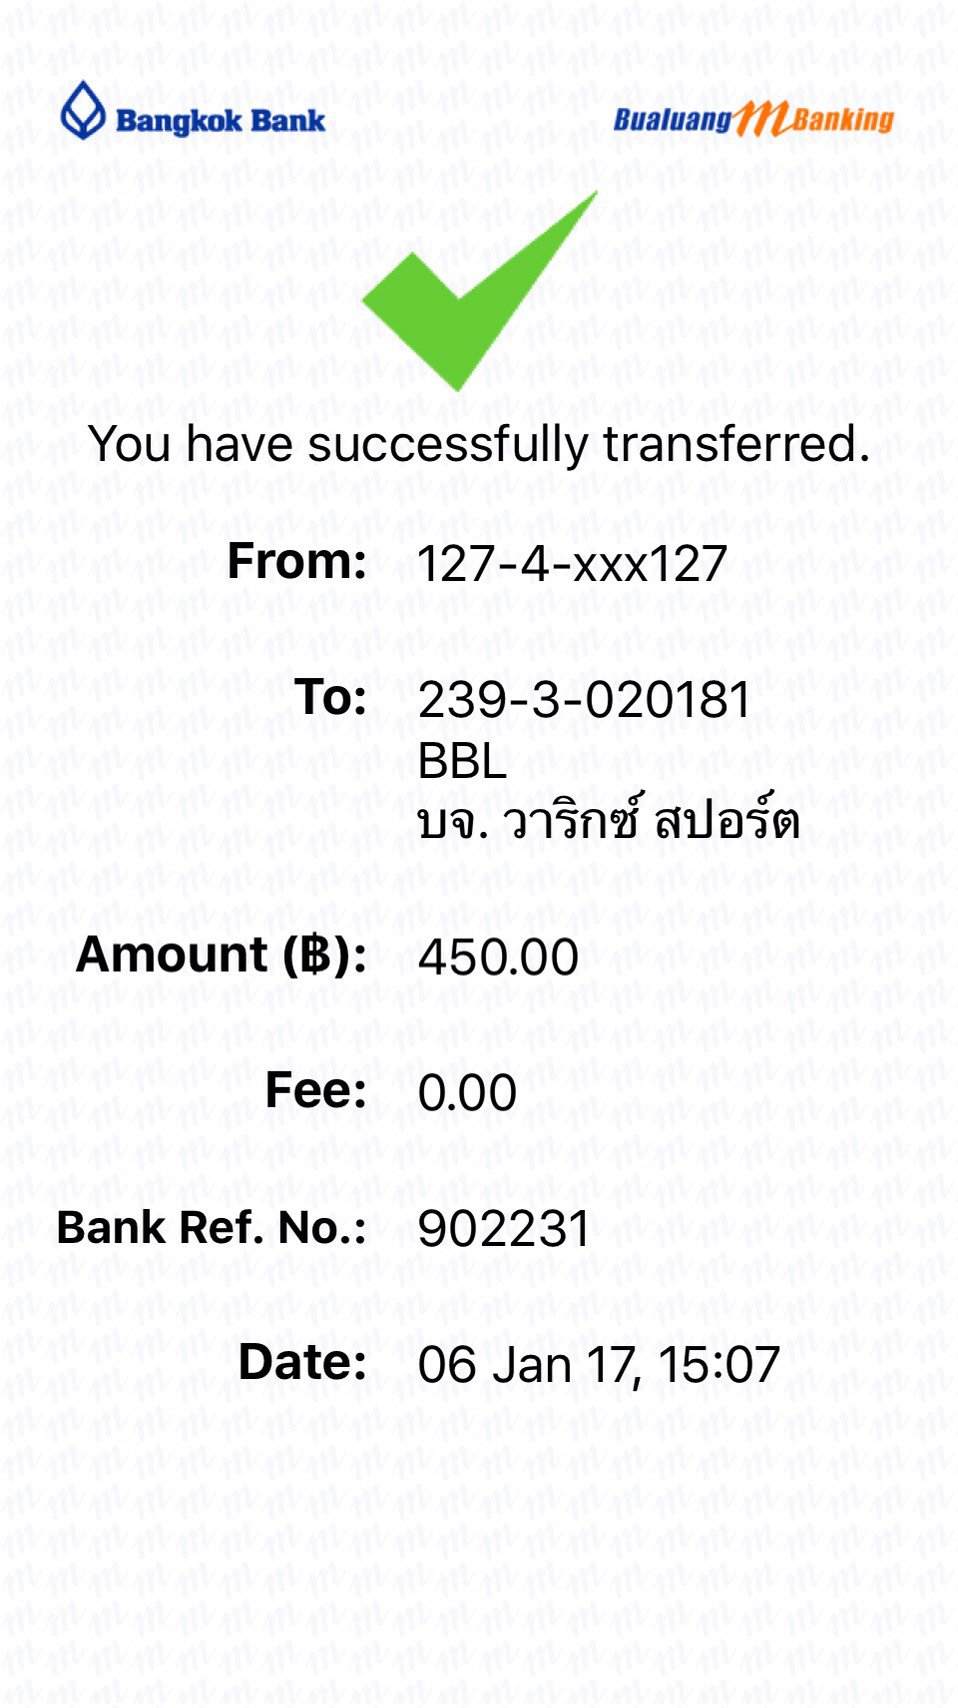 Bangkok Bank
Bualuang mBanking
You have successfully transferred.
From: 127-4-xxx127
To: 239-3-020181
BBL
บจ. วาริกซ์ สปอร์ต
Amount (฿): 450.00
Fee: 0.00
Bank Ref. No.: 902231
Date: 06 Jan 17, 15:07